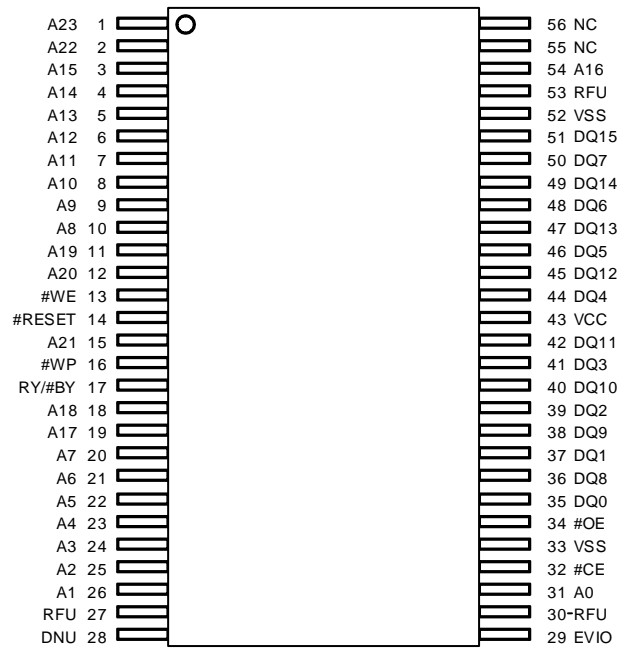 A23 1 56 NC
A22 2 55 NC
A15 3 54 A16
A14 4 53 RFU
A13 5 52 VSS
A12 6 51 DQ15
A11 7 50 DQ7
A10 8 49 DQ14
A9 9 48 DQ6
A8 10 47 DQ13
A19 11 46 DQ5
A20 12 45 DQ12
#WE 13 44 DQ4
#RESET 14 43 VCC
A21 15 42 DQ11
#WP 16 41 DQ3
RY/#BY 17 40 DQ10
A18 18 39 DQ2
A17 19 38 DQ9
A7 20 37 DQ1
A6 21 36 DQ8
A5 22 35 DQ0
A4 23 34 #OE
A3 24 33 VSS
A2 25 32 #CE
A1 26 31 A0
RFU 27 30-RFU
DNU 28 29 EVIO